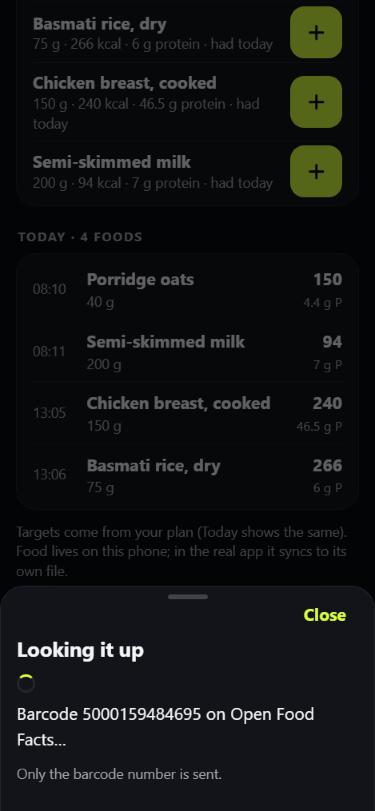 Basmati rice, dry
75 g · 266 kcal · 6 g protein · had today
+
Chicken breast, cooked
150 g · 240 kcal · 46.5 g protein · had
today
+
Semi-skimmed milk
200 g · 94 kcal · 7 g protein · had today
+
TODAY · 4 FOODS
08:10 Porridge oats 150
40 g 4.4 g P
08:11 Semi-skimmed milk 94
200 g 7 g P
13:05 Chicken breast, cooked 240
150 g 46.5 g P
13:06 Basmati rice, dry 266
75 g 6 g P
Targets come from your plan (Today shows the same).
Food lives on this phone; in the real app it syncs to its
own file.
Close
Looking it up
Barcode 5000159484695 on Open Food
Facts…
Only the barcode number is sent.